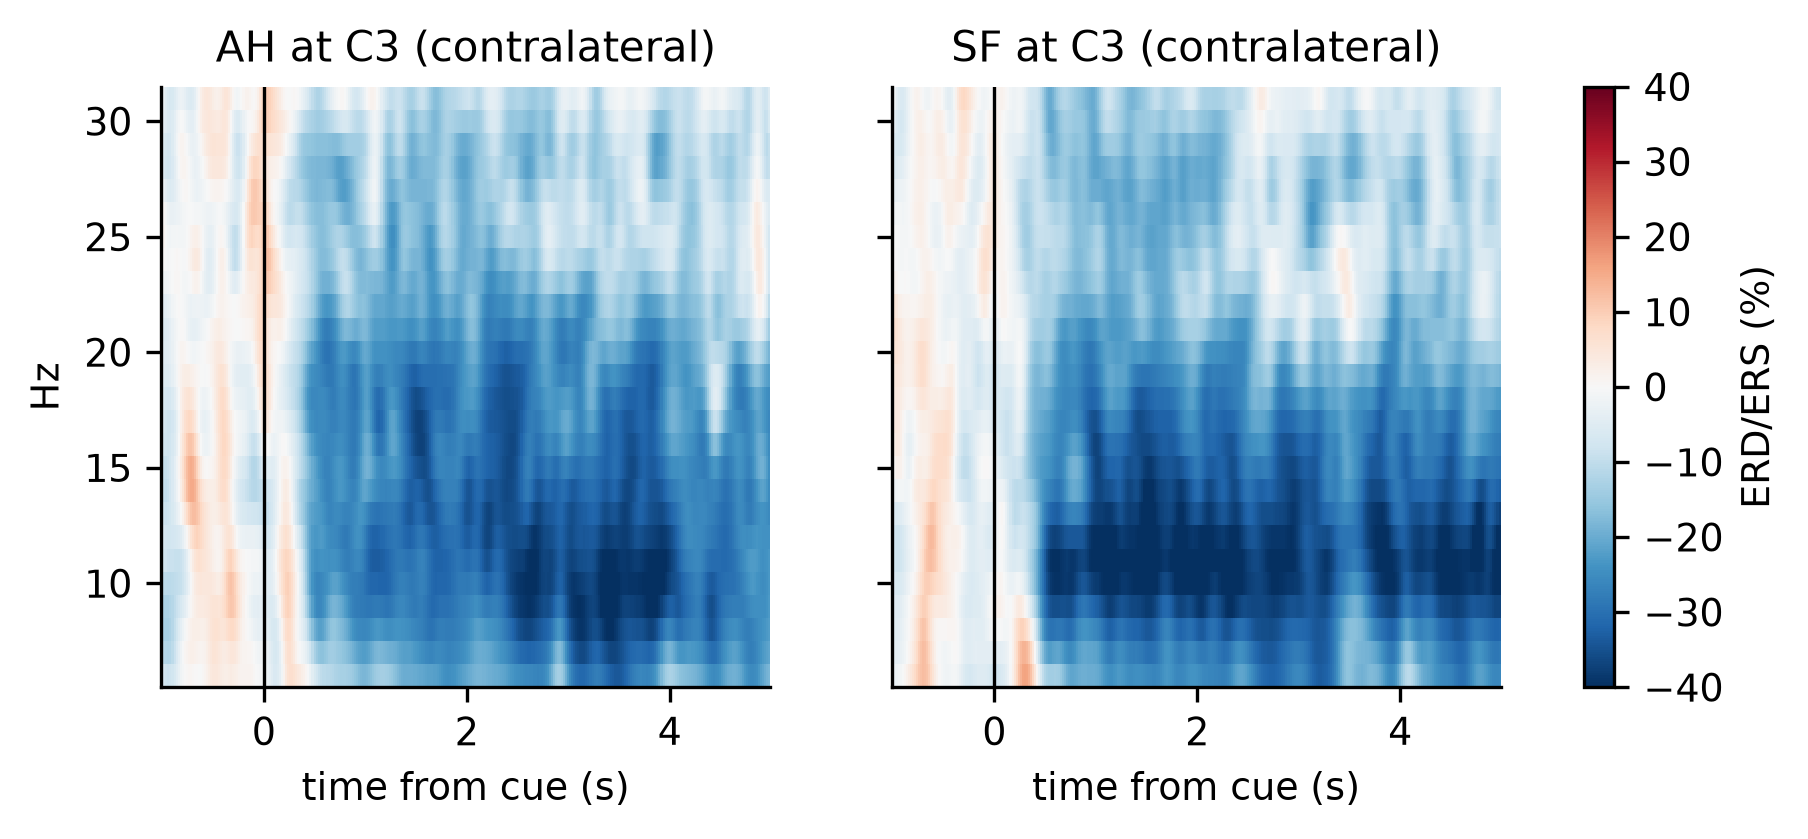 AH at C3 (contralateral)
SF at C3 (contralateral)
30
25
20
15
10
Hz
0 2 4
time from cue (s)
0 2 4
time from cue (s)
40
30
20
10
0
−10
−20
−30
−40
ERD/ERS (%)